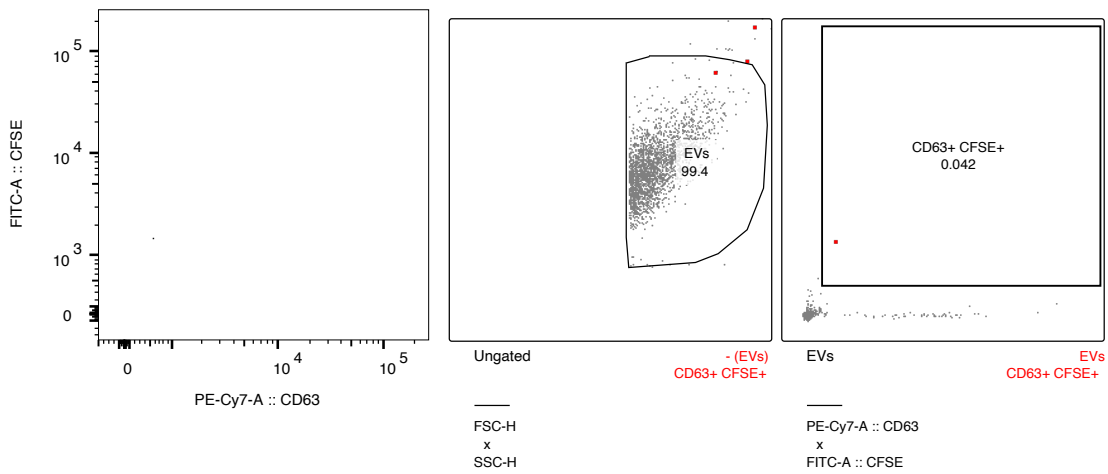 FITC-A :: CFSE
10^5
10^4
10^3
0
0
10^4
10^5
PE-Cy7-A :: CD63
EVs
99.4
Ungated
- (EVs)
CD63+ CFSE+
FSC-H
x
SSC-H
CD63+ CFSE+
0.042
EVs
EVs
CD63+ CFSE+
PE-Cy7-A :: CD63
x
FITC-A :: CFSE